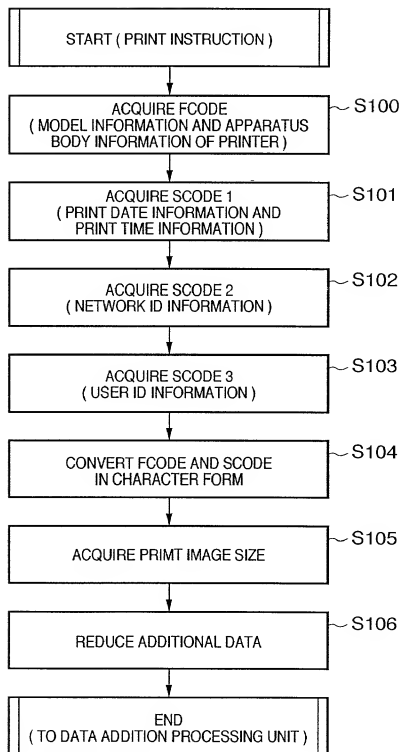 START ( PRINT INSTRUCTION )
ACQUIRE FCODE
( MODEL INFORMATION AND APPARATUS
BODY INFORMATION OF PRINTER )
S100
ACQUIRE SCODE 1
( PRINT DATE INFORMATION AND
PRINT TIME INFORMATION )
S101
ACQUIRE SCODE 2
( NETWORK ID INFORMATION )
S102
ACQUIRE SCODE 3
( USER ID INFORMATION )
S103
CONVERT FCODE AND SCODE
IN CHARACTER FORM
S104
ACQUIRE PRIMT IMAGE SIZE
S105
REDUCE ADDITIONAL DATA
S106
END
( TO DATA ADDITION PROCESSING UNIT )